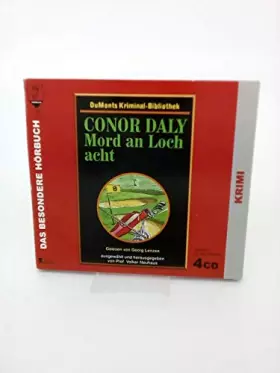 DAS BESONDERE HÖRBUCH
DuMonts Kriminal-Bibliothek
CONOR DALY
Mord an Loch
acht
8
Gelesen von Georg Lenzen
ausgewählt und herausgegeben
von Prof. Volker Neuhaus
4CD
KRIMI